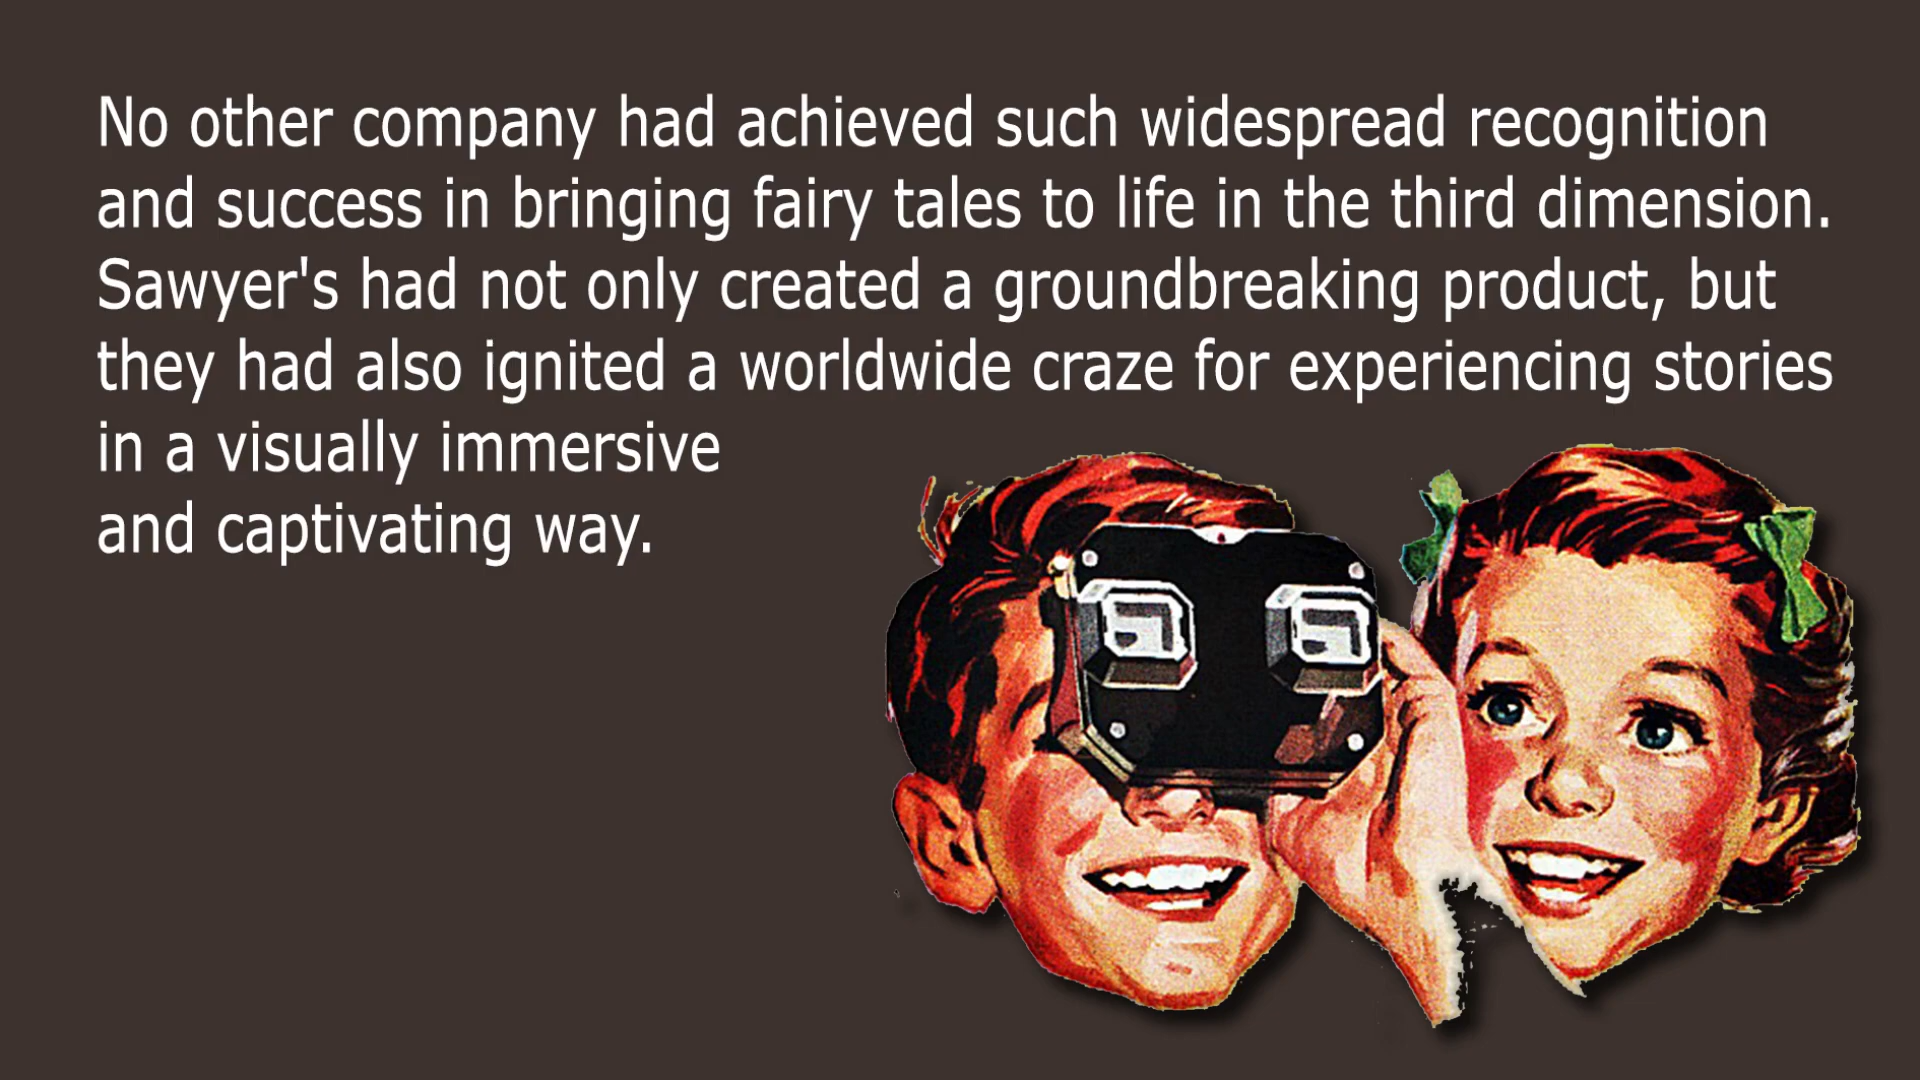 No other company had achieved such widespread recognition
and success in bringing fairy tales to life in the third dimension.
Sawyer's had not only created a groundbreaking product, but
they had also ignited a worldwide craze for experiencing stories
in a visually immersive
and captivating way.